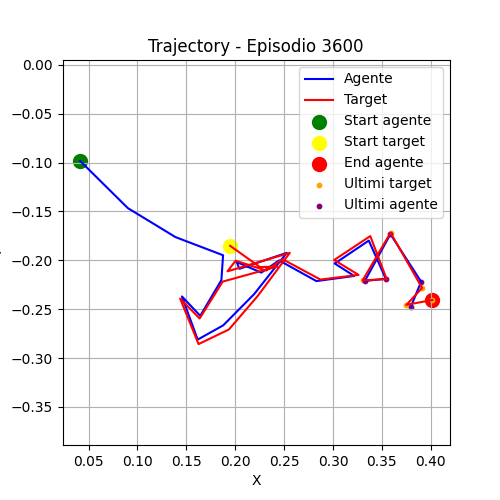 Trajectory - Episodio 3600
Agente
Target
Start agente
Start target
End agente
Ultimi target
Ultimi agente
0.00
−0.05
−0.10
−0.15
−0.20
−0.25
−0.30
−0.35
0.05
0.10
0.15
0.20
0.25
0.30
0.35
0.40
X